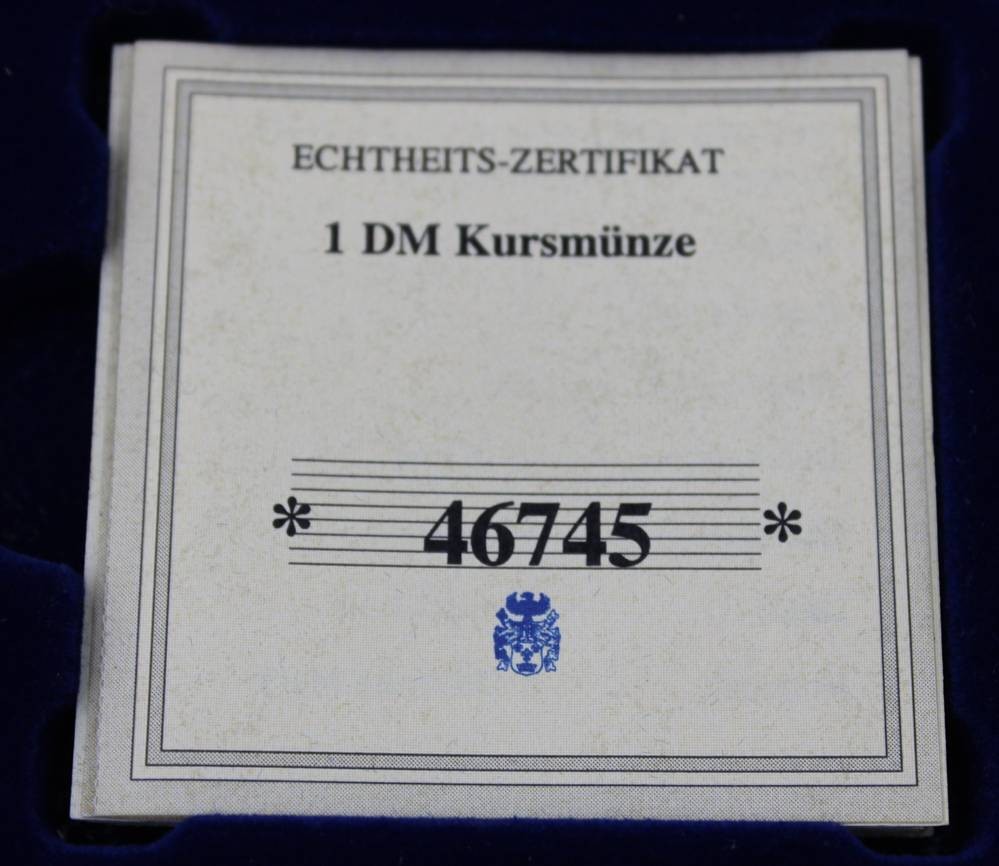 ECHTHEITS-ZERTIFIKAT
1 DM Kursmünze
* 46745 *